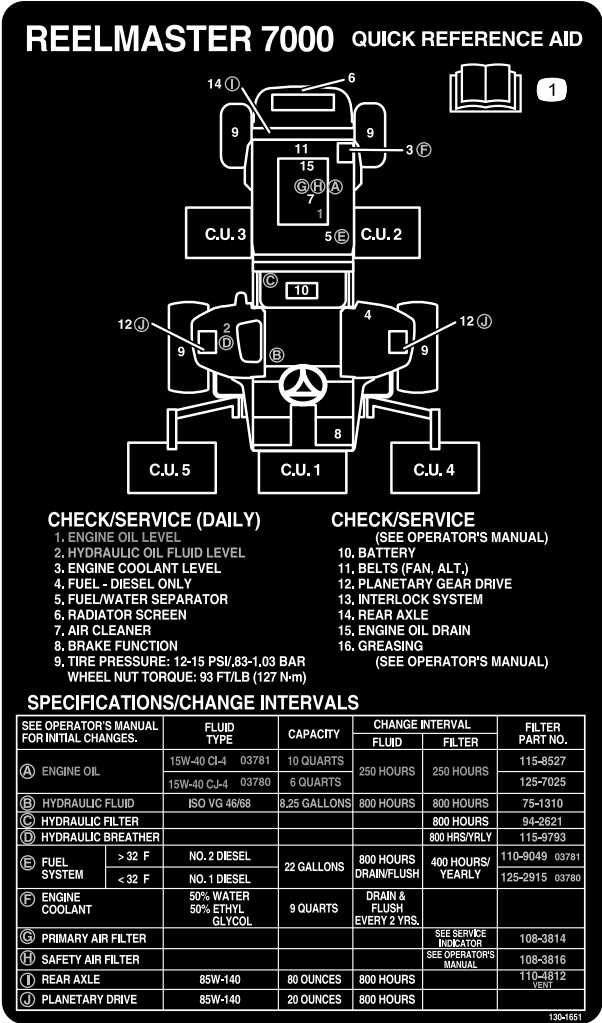 REELMASTER 7000 QUICK REFERENCE AID
1
14 Ⓘ
6
9
9
11
3 Ⓕ
15
Ⓖ Ⓗ Ⓐ
7
1
C.U. 3
5 Ⓔ
C.U. 2
Ⓒ
10
4
12 Ⓙ
2
Ⓓ
12 Ⓙ
9
Ⓑ
9
8
C.U. 5
C.U. 1
C.U. 4
CHECK/SERVICE (DAILY)
1. ENGINE OIL LEVEL
2. HYDRAULIC OIL FLUID LEVEL
3. ENGINE COOLANT LEVEL
4. FUEL - DIESEL ONLY
5. FUEL/WATER SEPARATOR
6. RADIATOR SCREEN
7. AIR CLEANER
8. BRAKE FUNCTION
9. TIRE PRESSURE: 12-15 PSI/.83-1.03 BAR
WHEEL NUT TORQUE: 93 FT/LB (127 N•m)
CHECK/SERVICE
(SEE OPERATOR'S MANUAL)
10. BATTERY
11. BELTS (FAN, ALT.)
12. PLANETARY GEAR DRIVE
13. INTERLOCK SYSTEM
14. REAR AXLE
15. ENGINE OIL DRAIN
16. GREASING
(SEE OPERATOR'S MANUAL)
SPECIFICATIONS/CHANGE INTERVALS
SEE OPERATOR'S MANUAL
FOR INITIAL CHANGES.
FLUID
TYPE
CAPACITY
CHANGE INTERVAL
FLUID
FILTER
FILTER
PART NO.
Ⓐ ENGINE OIL
15W-40 CI-4 03781
10 QUARTS
250 HOURS
250 HOURS
115-8527
15W-40 CJ-4 03780
6 QUARTS
125-7025
Ⓑ HYDRAULIC FLUID
ISO VG 46/68
8.25 GALLONS
800 HOURS
800 HOURS
75-1310
Ⓒ HYDRAULIC FILTER
800 HOURS
94-2621
Ⓓ HYDRAULIC BREATHER
800 HRS/YRLY
115-9793
Ⓔ FUEL
SYSTEM
> 32 F
NO. 2 DIESEL
22 GALLONS
800 HOURS
DRAIN/FLUSH
400 HOURS/
YEARLY
110-9049 03781
< 32 F
NO. 1 DIESEL
125-2915 03780
Ⓕ ENGINE
COOLANT
50% WATER
50% ETHYL
GLYCOL
9 QUARTS
DRAIN &
FLUSH
EVERY 2 YRS.
Ⓖ PRIMARY AIR FILTER
SEE SERVICE
INDICATOR
108-3814
Ⓗ SAFETY AIR FILTER
SEE OPERATOR'S
MANUAL
108-3816
Ⓘ REAR AXLE
85W-140
80 OUNCES
800 HOURS
110-4812
VENT
Ⓙ PLANETARY DRIVE
85W-140
20 OUNCES
800 HOURS
130-1651